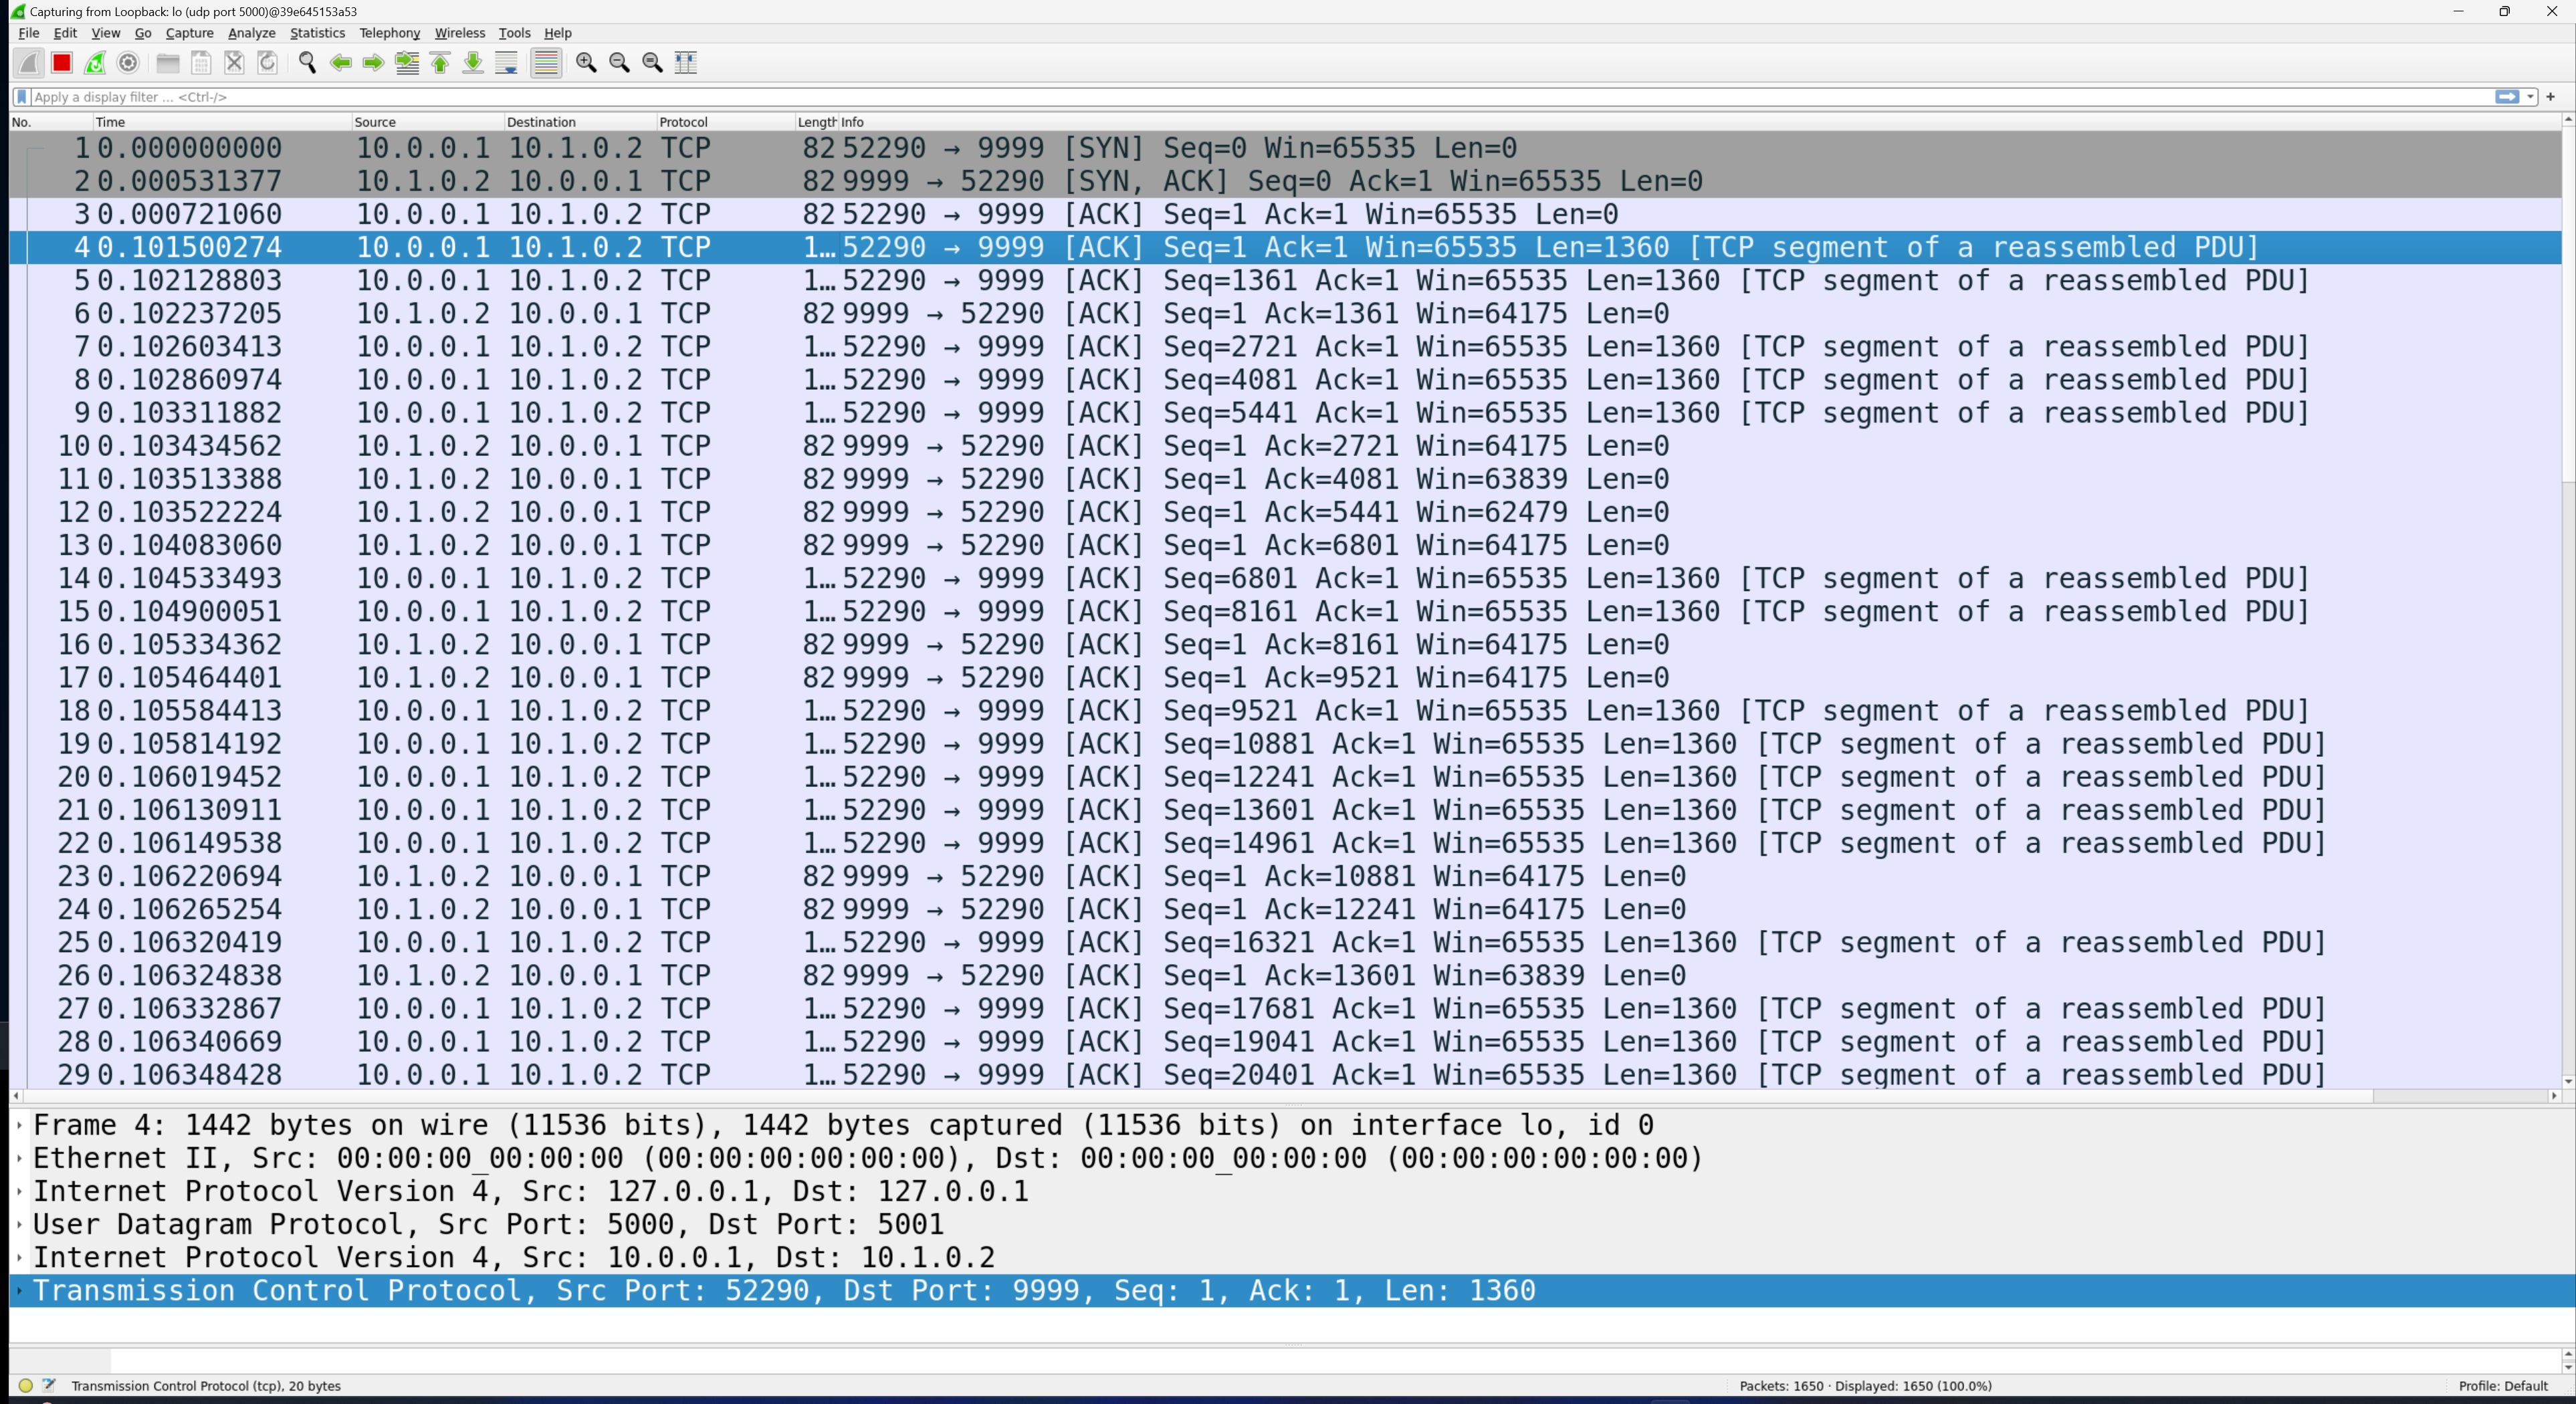 Capturing from Loopback: lo (udp port 5000)@39e645153a53
File Edit View Go Capture Analyze Statistics Telephony Wireless Tools Help
Apply a display filter ... <Ctrl-/>
No. Time Source Destination Protocol Length Info
1 0.000000000 10.0.0.1 10.1.0.2 TCP 82 52290 → 9999 [SYN] Seq=0 Win=65535 Len=0
2 0.000531377 10.1.0.2 10.0.0.1 TCP 82 9999 → 52290 [SYN, ACK] Seq=0 Ack=1 Win=65535 Len=0
3 0.000721060 10.0.0.1 10.1.0.2 TCP 82 52290 → 9999 [ACK] Seq=1 Ack=1 Win=65535 Len=0
4 0.101500274 10.0.0.1 10.1.0.2 TCP 1… 52290 → 9999 [ACK] Seq=1 Ack=1 Win=65535 Len=1360 [TCP segment of a reassembled PDU]
5 0.102128803 10.0.0.1 10.1.0.2 TCP 1… 52290 → 9999 [ACK] Seq=1361 Ack=1 Win=65535 Len=1360 [TCP segment of a reassembled PDU]
6 0.102237205 10.1.0.2 10.0.0.1 TCP 82 9999 → 52290 [ACK] Seq=1 Ack=1361 Win=64175 Len=0
7 0.102603413 10.0.0.1 10.1.0.2 TCP 1… 52290 → 9999 [ACK] Seq=2721 Ack=1 Win=65535 Len=1360 [TCP segment of a reassembled PDU]
8 0.102860974 10.0.0.1 10.1.0.2 TCP 1… 52290 → 9999 [ACK] Seq=4081 Ack=1 Win=65535 Len=1360 [TCP segment of a reassembled PDU]
9 0.103311882 10.0.0.1 10.1.0.2 TCP 1… 52290 → 9999 [ACK] Seq=5441 Ack=1 Win=65535 Len=1360 [TCP segment of a reassembled PDU]
10 0.103434562 10.1.0.2 10.0.0.1 TCP 82 9999 → 52290 [ACK] Seq=1 Ack=2721 Win=64175 Len=0
11 0.103513388 10.1.0.2 10.0.0.1 TCP 82 9999 → 52290 [ACK] Seq=1 Ack=4081 Win=63839 Len=0
12 0.103522224 10.1.0.2 10.0.0.1 TCP 82 9999 → 52290 [ACK] Seq=1 Ack=5441 Win=62479 Len=0
13 0.104083060 10.1.0.2 10.0.0.1 TCP 82 9999 → 52290 [ACK] Seq=1 Ack=6801 Win=64175 Len=0
14 0.104533493 10.0.0.1 10.1.0.2 TCP 1… 52290 → 9999 [ACK] Seq=6801 Ack=1 Win=65535 Len=1360 [TCP segment of a reassembled PDU]
15 0.104900051 10.0.0.1 10.1.0.2 TCP 1… 52290 → 9999 [ACK] Seq=8161 Ack=1 Win=65535 Len=1360 [TCP segment of a reassembled PDU]
16 0.105334362 10.1.0.2 10.0.0.1 TCP 82 9999 → 52290 [ACK] Seq=1 Ack=8161 Win=64175 Len=0
17 0.105464401 10.1.0.2 10.0.0.1 TCP 82 9999 → 52290 [ACK] Seq=1 Ack=9521 Win=64175 Len=0
18 0.105584413 10.0.0.1 10.1.0.2 TCP 1… 52290 → 9999 [ACK] Seq=9521 Ack=1 Win=65535 Len=1360 [TCP segment of a reassembled PDU]
19 0.105814192 10.0.0.1 10.1.0.2 TCP 1… 52290 → 9999 [ACK] Seq=10881 Ack=1 Win=65535 Len=1360 [TCP segment of a reassembled PDU]
20 0.106019452 10.0.0.1 10.1.0.2 TCP 1… 52290 → 9999 [ACK] Seq=12241 Ack=1 Win=65535 Len=1360 [TCP segment of a reassembled PDU]
21 0.106130911 10.0.0.1 10.1.0.2 TCP 1… 52290 → 9999 [ACK] Seq=13601 Ack=1 Win=65535 Len=1360 [TCP segment of a reassembled PDU]
22 0.106149538 10.0.0.1 10.1.0.2 TCP 1… 52290 → 9999 [ACK] Seq=14961 Ack=1 Win=65535 Len=1360 [TCP segment of a reassembled PDU]
23 0.106220694 10.1.0.2 10.0.0.1 TCP 82 9999 → 52290 [ACK] Seq=1 Ack=10881 Win=64175 Len=0
24 0.106265254 10.1.0.2 10.0.0.1 TCP 82 9999 → 52290 [ACK] Seq=1 Ack=12241 Win=64175 Len=0
25 0.106320419 10.0.0.1 10.1.0.2 TCP 1… 52290 → 9999 [ACK] Seq=16321 Ack=1 Win=65535 Len=1360 [TCP segment of a reassembled PDU]
26 0.106324838 10.1.0.2 10.0.0.1 TCP 82 9999 → 52290 [ACK] Seq=1 Ack=13601 Win=63839 Len=0
27 0.106332867 10.0.0.1 10.1.0.2 TCP 1… 52290 → 9999 [ACK] Seq=17681 Ack=1 Win=65535 Len=1360 [TCP segment of a reassembled PDU]
28 0.106340669 10.0.0.1 10.1.0.2 TCP 1… 52290 → 9999 [ACK] Seq=19041 Ack=1 Win=65535 Len=1360 [TCP segment of a reassembled PDU]
29 0.106348428 10.0.0.1 10.1.0.2 TCP 1… 52290 → 9999 [ACK] Seq=20401 Ack=1 Win=65535 Len=1360 [TCP segment of a reassembled PDU]
Frame 4: 1442 bytes on wire (11536 bits), 1442 bytes captured (11536 bits) on interface lo, id 0
Ethernet II, Src: 00:00:00_00:00:00 (00:00:00:00:00:00), Dst: 00:00:00_00:00:00 (00:00:00:00:00:00)
Internet Protocol Version 4, Src: 127.0.0.1, Dst: 127.0.0.1
User Datagram Protocol, Src Port: 5000, Dst Port: 5001
Internet Protocol Version 4, Src: 10.0.0.1, Dst: 10.1.0.2
Transmission Control Protocol, Src Port: 52290, Dst Port: 9999, Seq: 1, Ack: 1, Len: 1360
Transmission Control Protocol (tcp), 20 bytes
Packets: 1650 · Displayed: 1650 (100.0%)
Profile: Default